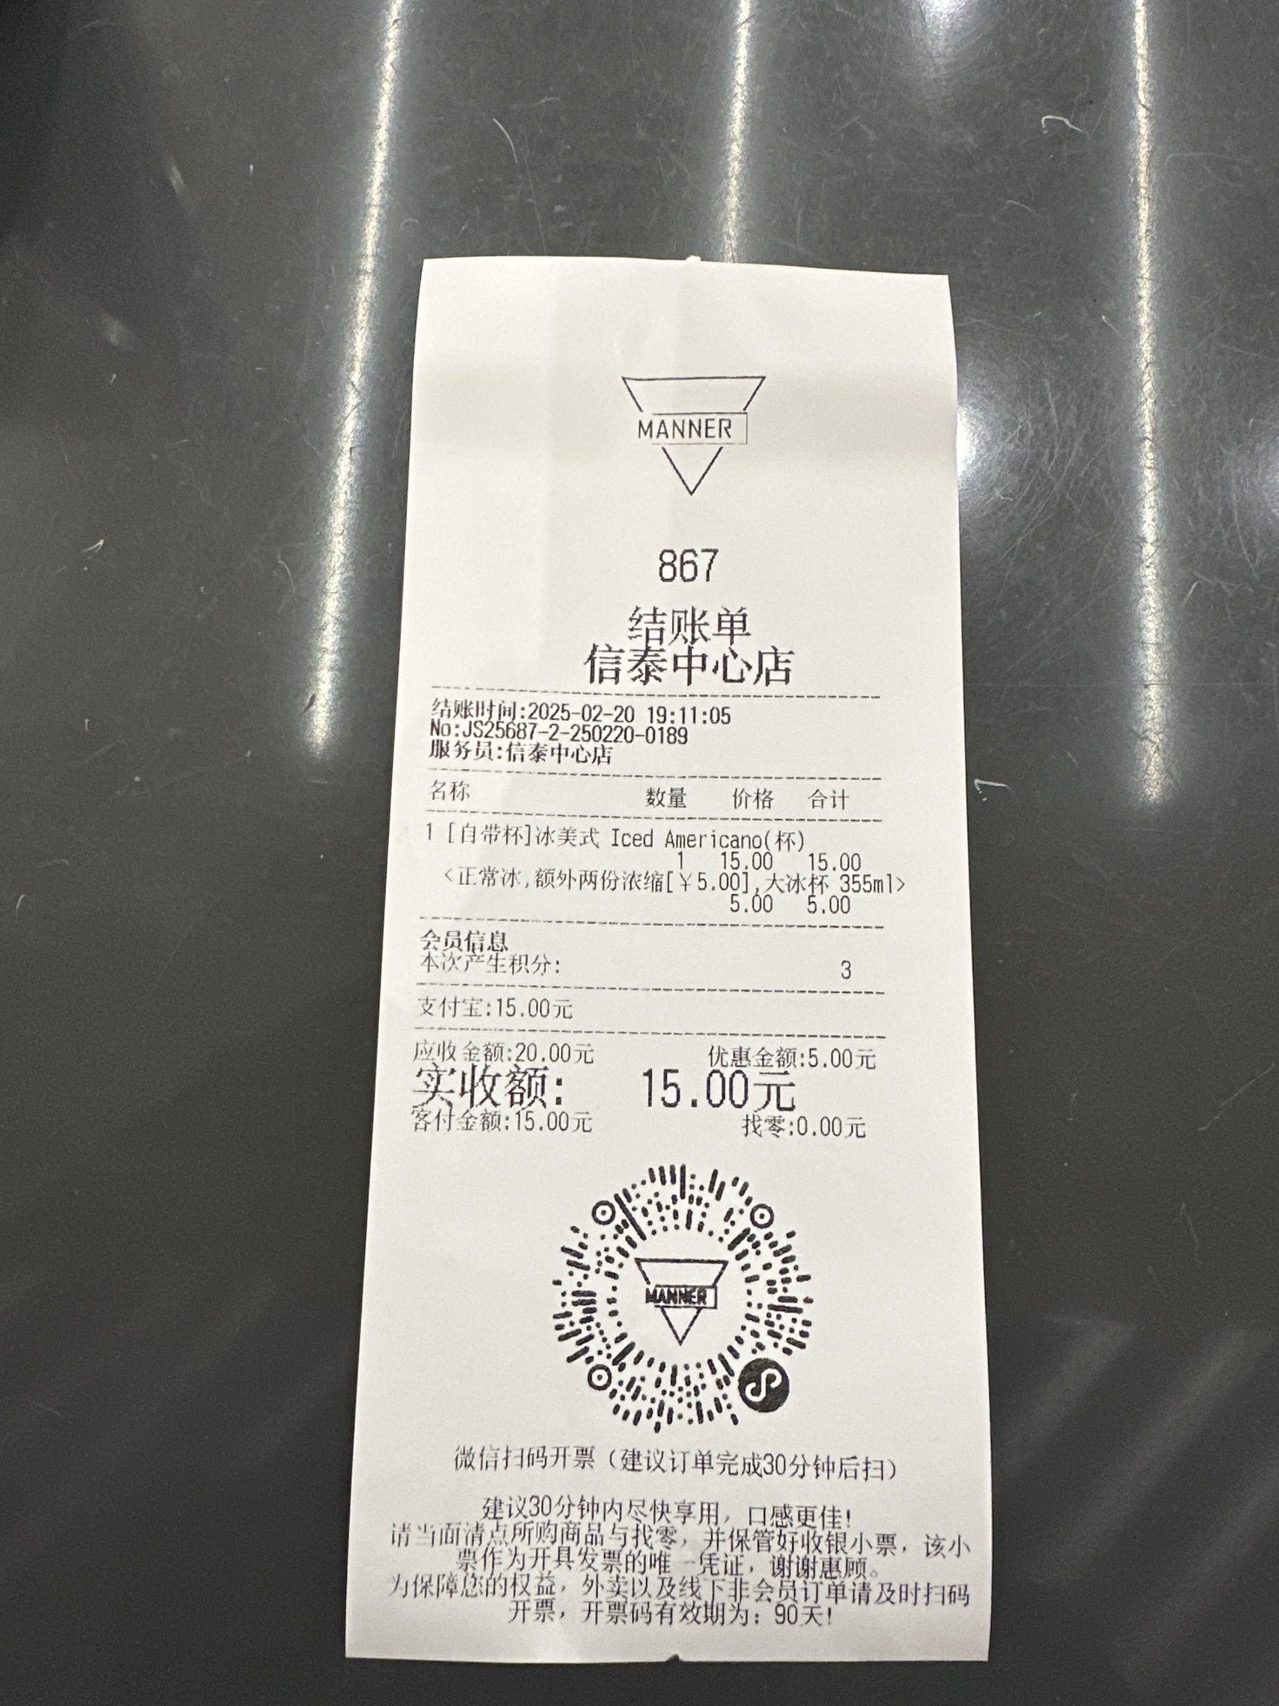 MANNER
867
结账单
信泰中心店
结账时间:2025-02-20 19:11:05
No:JS25687-2-250220-0189
服务员:信泰中心店
名称 数量 价格 合计
1 [自带杯]冰美式 Iced Americano(杯)
1 15.00 15.00
<正常冰,额外两份浓缩[￥5.00],大冰杯 355ml>
5.00 5.00
会员信息
本次产生积分: 3
支付宝:15.00元
应收金额:20.00元 优惠金额:5.00元
实收额: 15.00元
客付金额:15.00元 找零:0.00元
MANNER
微信扫码开票（建议订单完成30分钟后扫）
建议30分钟内尽快享用，口感更佳!
请当面清点所购商品与找零，并保管好收银小票，该小
票作为开具发票的唯一凭证，谢谢惠顾。
为保障您的权益，外卖以及线下非会员订单请及时扫码
开票，开票码有效期为：90天!